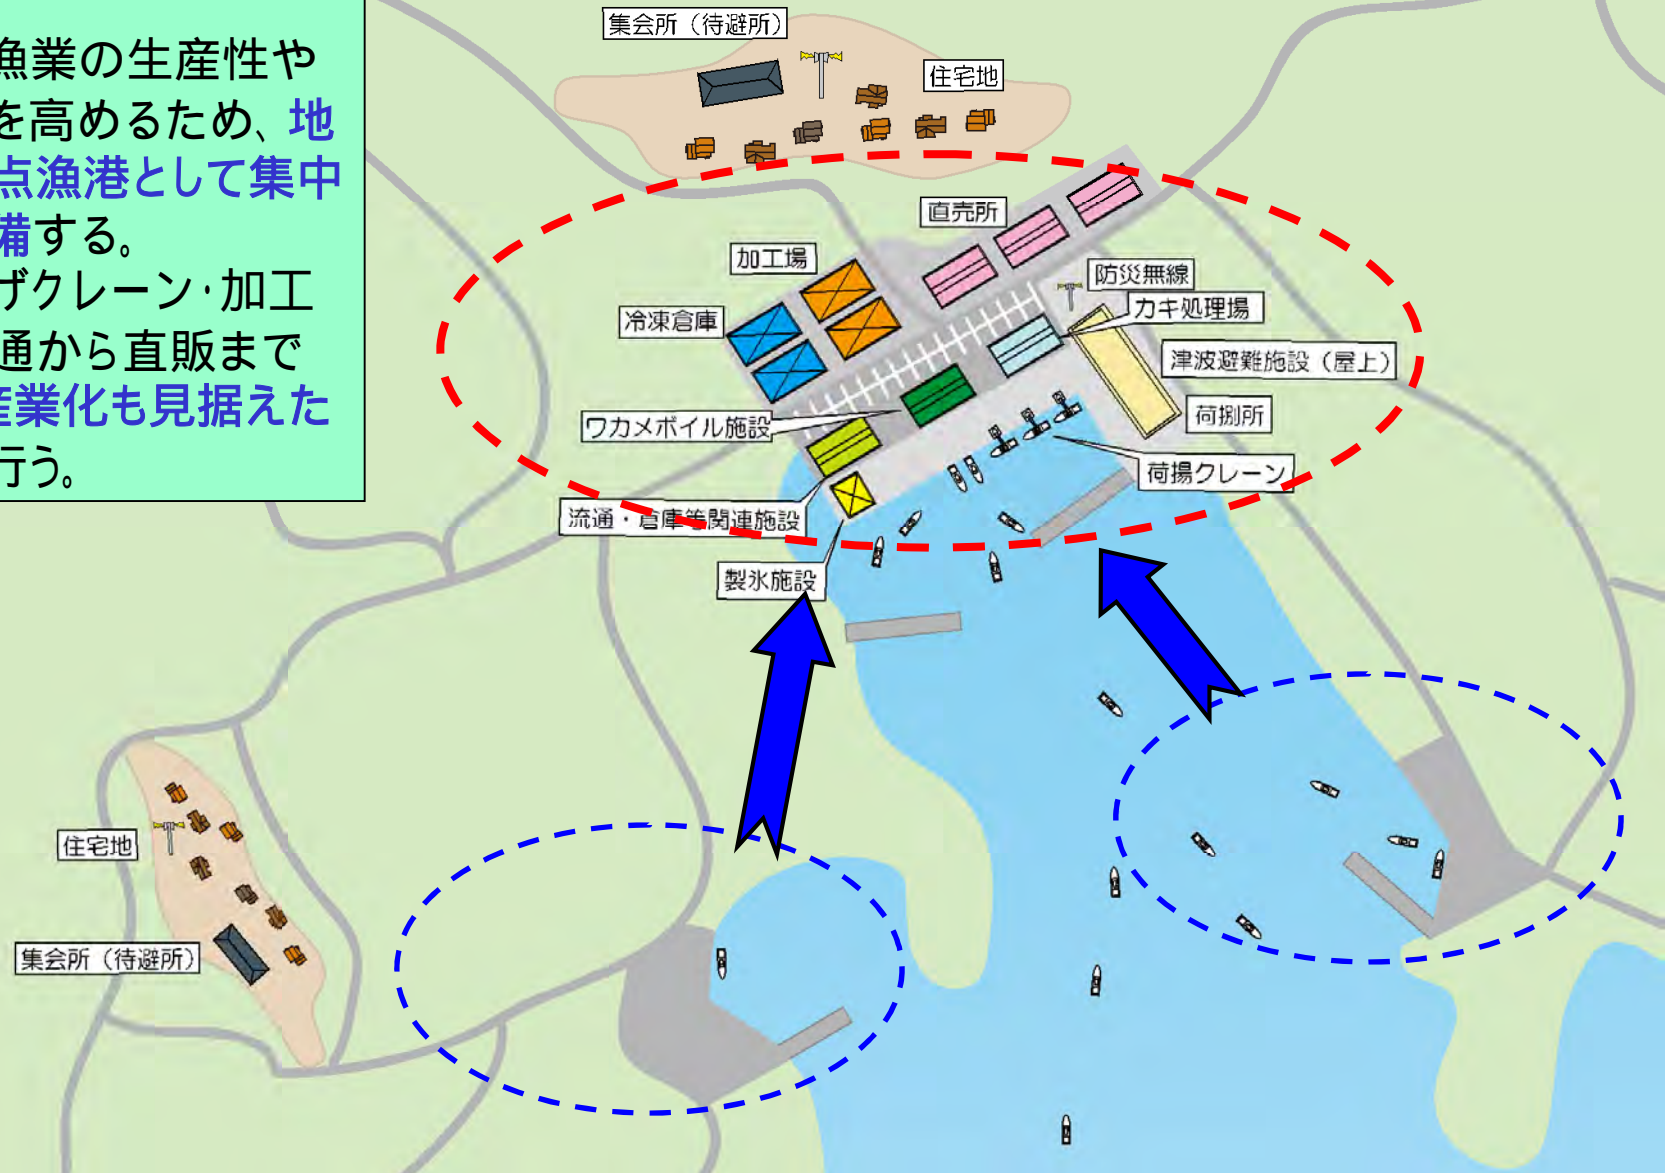 漁業の生産性や
を高めるため、地
点漁港として集中
備する。
げクレーン・加工
通から直販まで
産業化も見据えた
行う。
集会所（待避所）
住宅地
直売所
加工場
防災無線
カキ処理場
冷凍倉庫
津波避難施設（屋上）
荷捌所
ワカメボイル施設
荷揚クレーン
流通・倉庫等関連施設
製氷施設
住宅地
集会所（待避所）